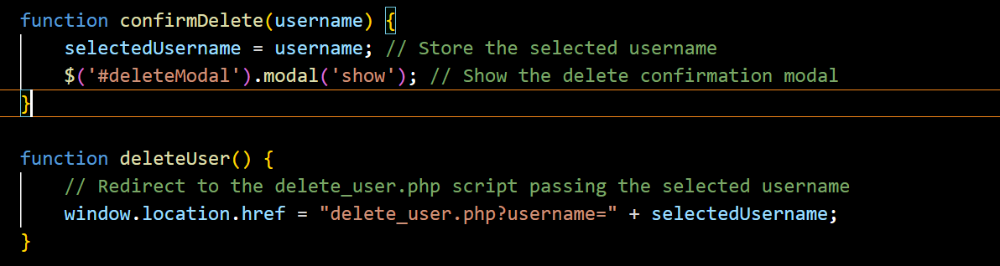 function confirmDelete(username) {
    selectedUsername = username; // Store the selected username
    $('#deleteModal').modal('show'); // Show the delete confirmation modal
}
function deleteUser() {
    // Redirect to the delete_user.php script passing the selected username
    window.location.href = "delete_user.php?username=" + selectedUsername;
}